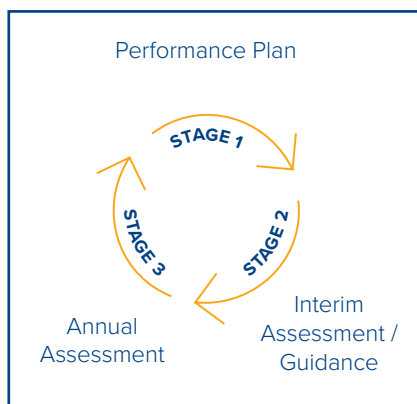 Performance Plan
STAGE 1
STAGE 2
STAGE 3
Interim
Assessment /
Guidance
Annual
Assessment